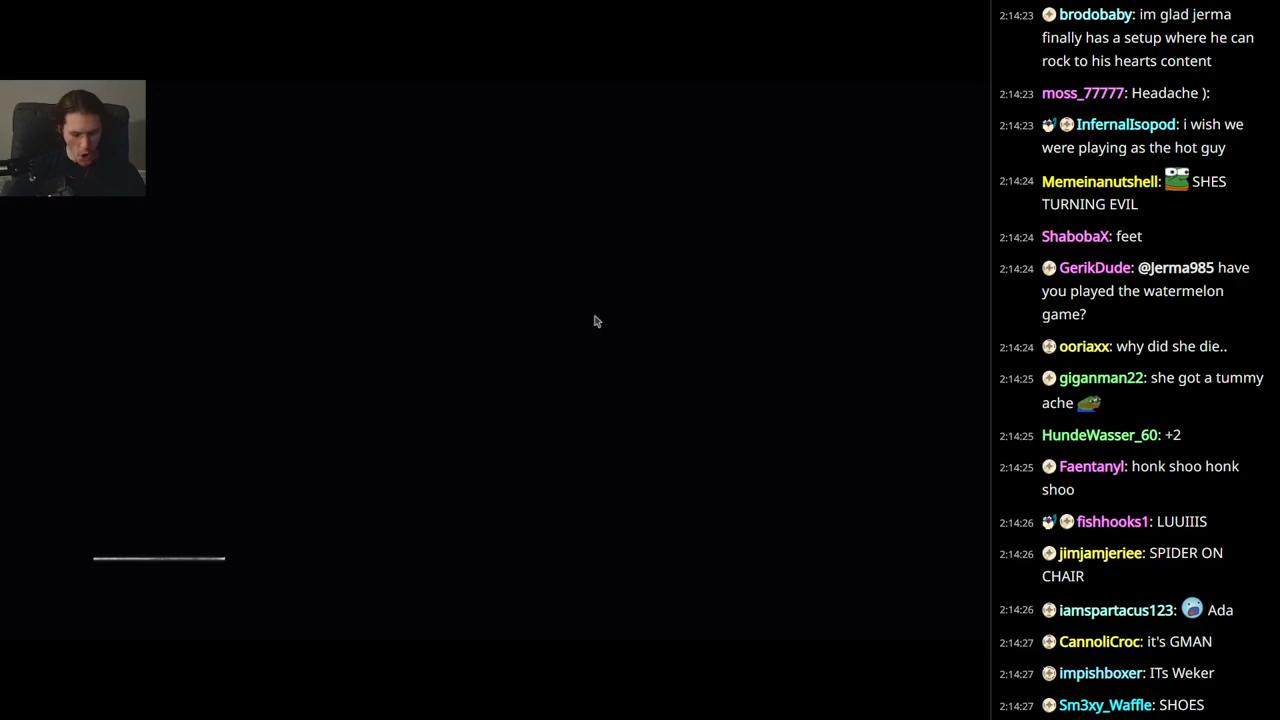 2:14:23 brodobaby: im glad jerma
finally has a setup where he can
rock to his hearts content
2:14:23 moss_77777: Headache ):
2:14:23 InfernalIsopod: i wish we
were playing as the hot guy
2:14:24 Memeinanutshell: SHES
TURNING EVIL
2:14:24 ShabobaX: feet
2:14:24 GerikDude: @Jerma985 have
you played the watermelon
game?
2:14:24 ooriaxx: why did she die..
2:14:25 giganman22: she got a tummy
ache
2:14:25 HundeWasser_60: +2
2:14:25 Faentanyl: honk shoo honk
shoo
2:14:26 fishhooks1: LUUIIIS
2:14:26 jimjamjeriee: SPIDER ON
CHAIR
2:14:26 iamspartacus123: Ada
2:14:27 CannoliCroc: it's GMAN
2:14:27 impishboxer: ITs Weker
2:14:27 Sm3xy_Waffle: SHOES